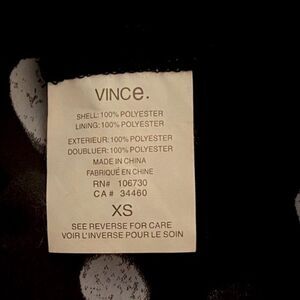 VINCe.
SHELL: 100% POLYESTER
LINING: 100% POLYESTER
EXTERIEUR: 100% POLYESTER
DOUBLUER: 100% POLYESTER
MADE IN CHINA
FABRIQUÉ EN CHINE
RN# 106730
CA# 34460
XS
SEE REVERSE FOR CARE
VOIR L'INVERSE POUR LE SOIN